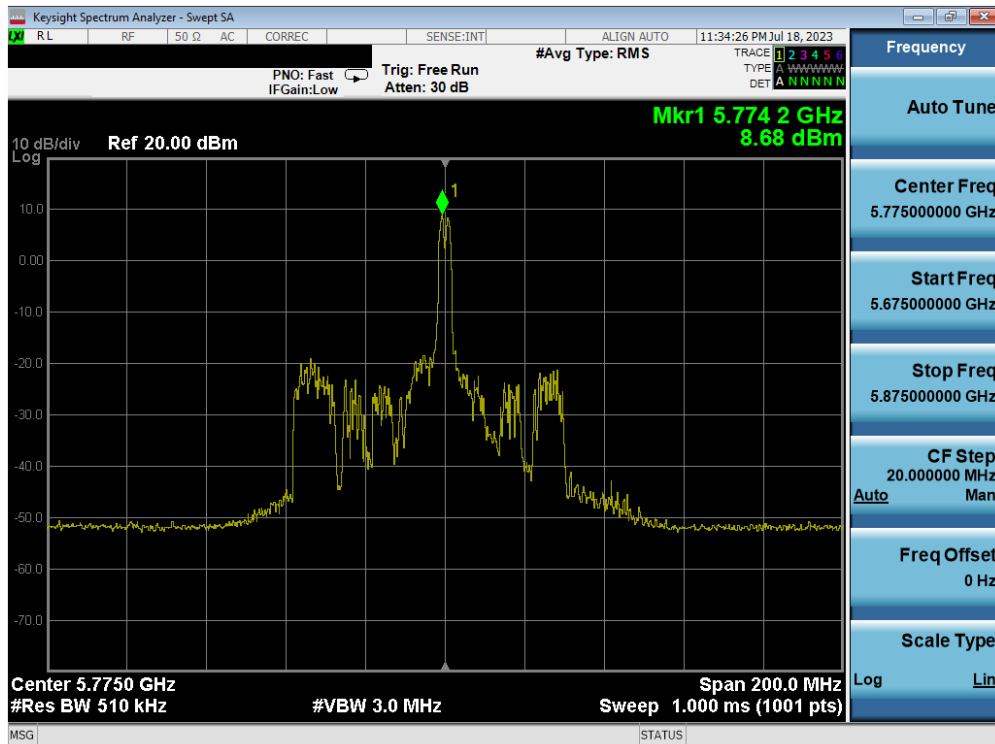 Keysight Spectrum Analyzer - Swept SA
LXI RL RF 50 Ω AC CORREC SENSE:INT ALIGN AUTO 11:34:26 PM Jul 18, 2023
#Avg Type: RMS
TRACE 1 2 3 4 5 6
PNO: Fast Trig: Free Run
TYPE A WWWWW
IFGain:Low Atten: 30 dB
DET A N N N N N
Mkr1 5.774 2 GHz
8.68 dBm
10 dB/div Ref 20.00 dBm
Log
1
10.0
0.00
-10.0
-20.0
-30.0
-40.0
-50.0
-60.0
-70.0
Center 5.7750 GHz Span 200.0 MHz
#Res BW 510 kHz #VBW 3.0 MHz Sweep 1.000 ms (1001 pts)
MSG STATUS
Frequency
Auto Tune
Center Freq
5.775000000 GHz
Start Freq
5.675000000 GHz
Stop Freq
5.875000000 GHz
CF Step
20.000000 MHz
Auto Man
Freq Offset
0 Hz
Scale Type
Log Lin